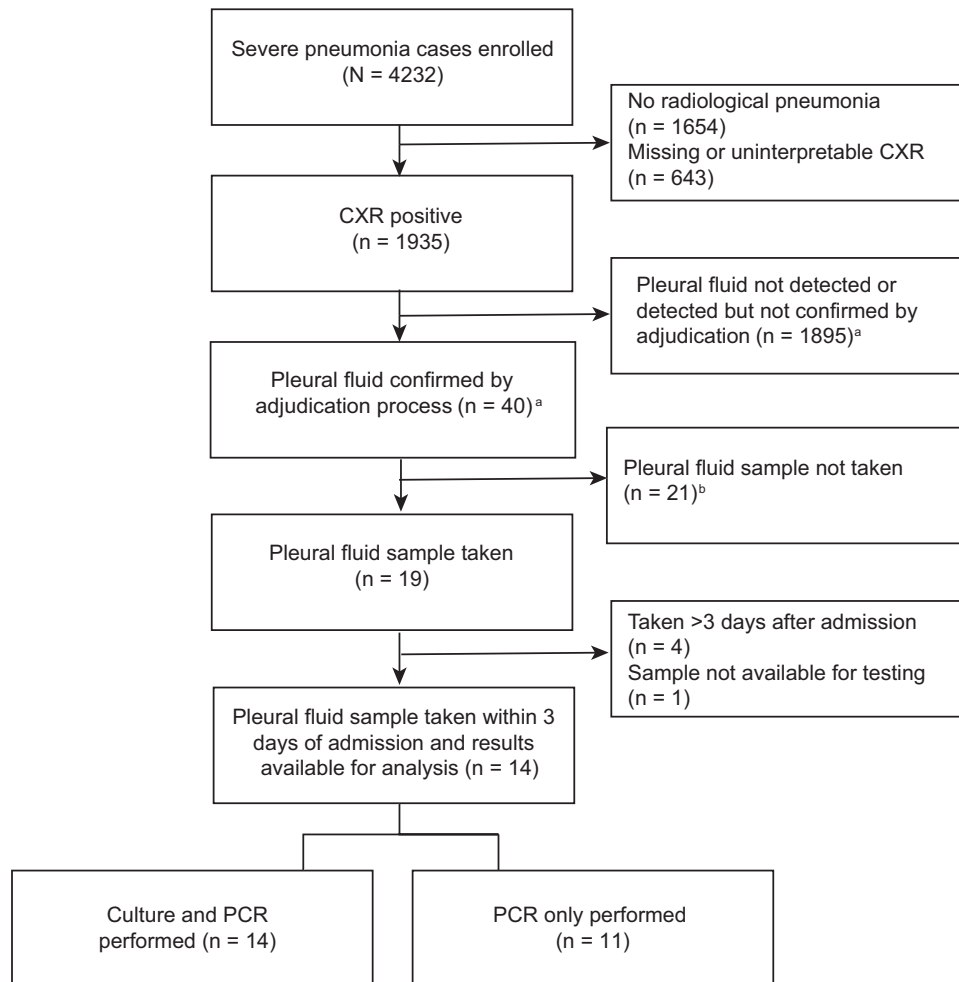 Severe pneumonia cases enrolled
(N = 4232)
No radiological pneumonia
(n = 1654)
Missing or uninterpretable CXR
(n = 643)
CXR positive
(n = 1935)
Pleural fluid not detected or
detected but not confirmed by
adjudication (n = 1895)ᵃ
Pleural fluid confirmed by
adjudication process (n = 40)ᵃ
Pleural fluid sample not taken
(n = 21)ᵇ
Pleural fluid sample taken
(n = 19)
Taken >3 days after admission
(n = 4)
Sample not available for testing
(n = 1)
Pleural fluid sample taken within 3
days of admission and results
available for analysis (n = 14)
Culture and PCR
performed (n = 14)
PCR only performed
(n = 11)